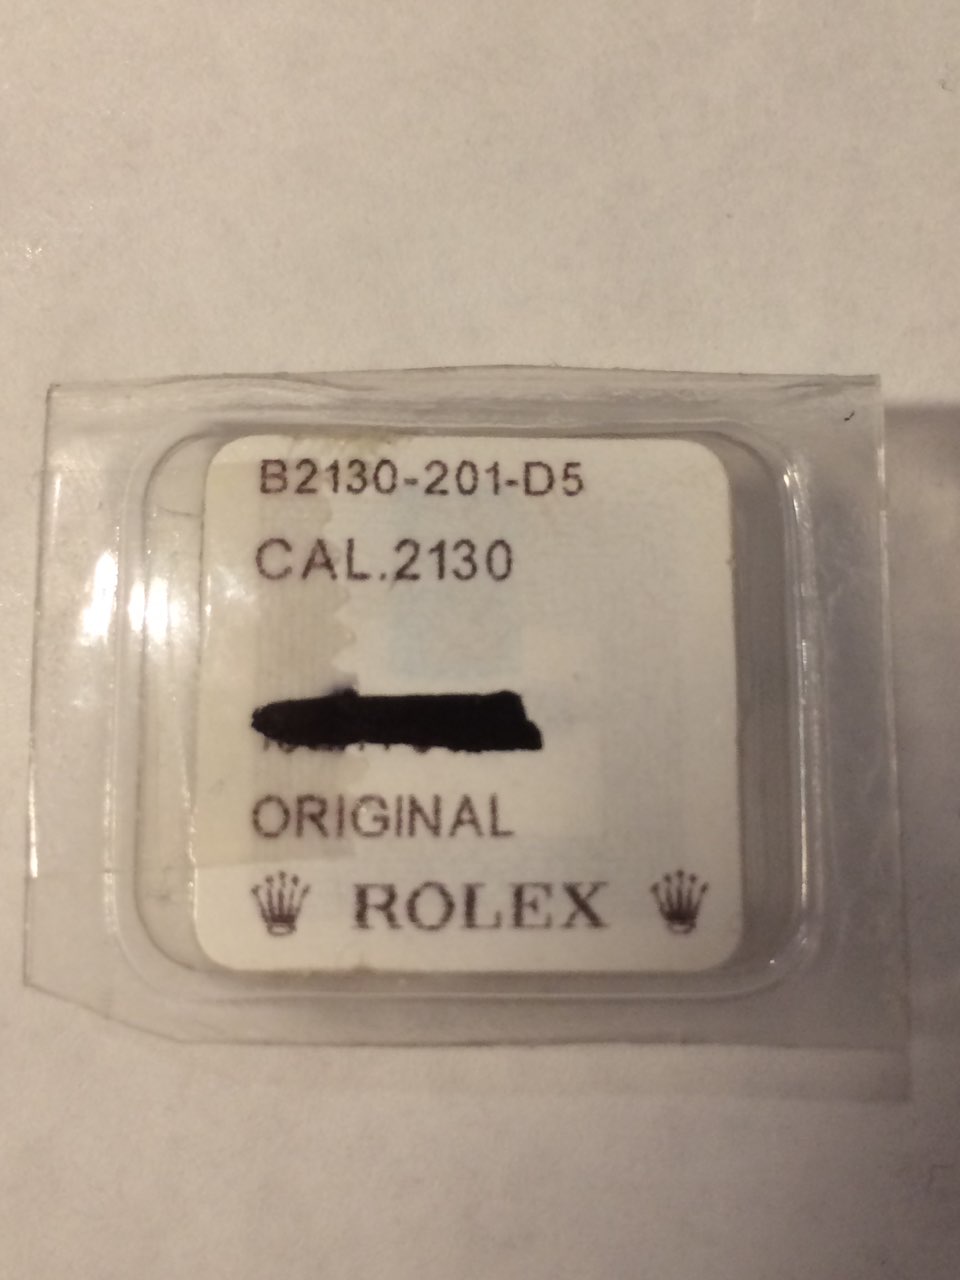 B2130-201-D5
CAL.2130
ORIGINAL
ROLEX